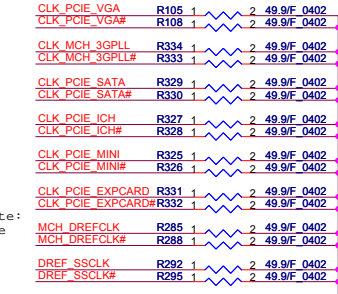 CLK_PCIE_VGA R105 1 2 49.9/F_0402
CLK_PCIE_VGA# R108 1 2 49.9/F_0402
CLK_MCH_3GPLL R334 1 2 49.9/F_0402
CLK_MCH_3GPLL# R333 1 2 49.9/F_0402
CLK_PCIE_SATA R329 1 2 49.9/F_0402
CLK_PCIE_SATA# R330 1 2 49.9/F_0402
CLK_PCIE_ICH R327 1 2 49.9/F_0402
CLK_PCIE_ICH# R328 1 2 49.9/F_0402
CLK_PCIE_MINI R325 1 2 49.9/F_0402
CLK_PCIE_MINI# R326 1 2 49.9/F_0402
CLK_PCIE_EXPCARD R331 1 2 49.9/F_0402
CLK_PCIE_EXPCARD# R332 1 2 49.9/F_0402
te:
e
MCH_DREFCLK R285 1 2 49.9/F_0402
MCH_DREFCLK# R288 1 2 49.9/F_0402
DREF_SSCLK R292 1 2 49.9/F_0402
DREF_SSCLK# R295 1 2 49.9/F_0402